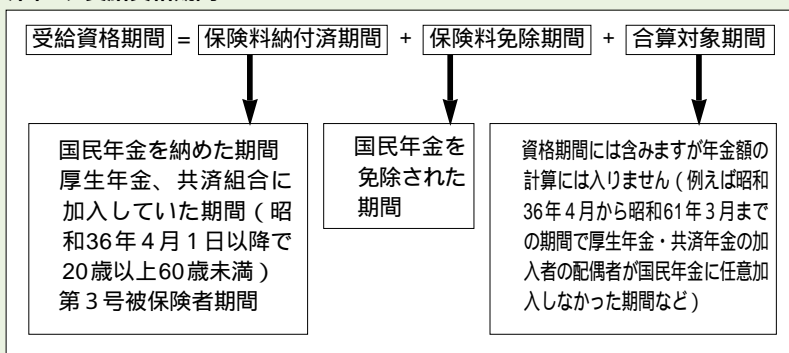 受給資格期間 = 保険料納付済期間 + 保険料免除期間 + 合算対象期間
国民年金を納めた期間
厚生年金、共済組合に
加入していた期間（昭
和36年４月１日以降で
20歳以上60歳未満）
第３号被保険者期間
国民年金を
免除された
期間
資格期間には含みますが年金額の
計算には入りません（例えば昭和
36年４月から昭和61年３月まで
の期間で厚生年金・共済年金の加
入者の配偶者が国民年金に任意加
入しなかった期間など）